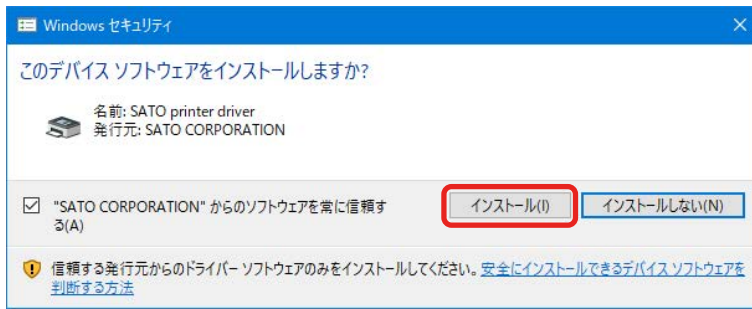 Windows セキュリティ
このデバイス ソフトウェアをインストールしますか?
名前: SATO printer driver
発行元: SATO CORPORATION
"SATO CORPORATION" からのソフトウェアを常に信頼す
る(A)
インストール(I)
インストールしない(N)
信頼する発行元からのドライバー ソフトウェアのみをインストールしてください。安全にインストールできるデバイス ソフトウェアを
判断する方法